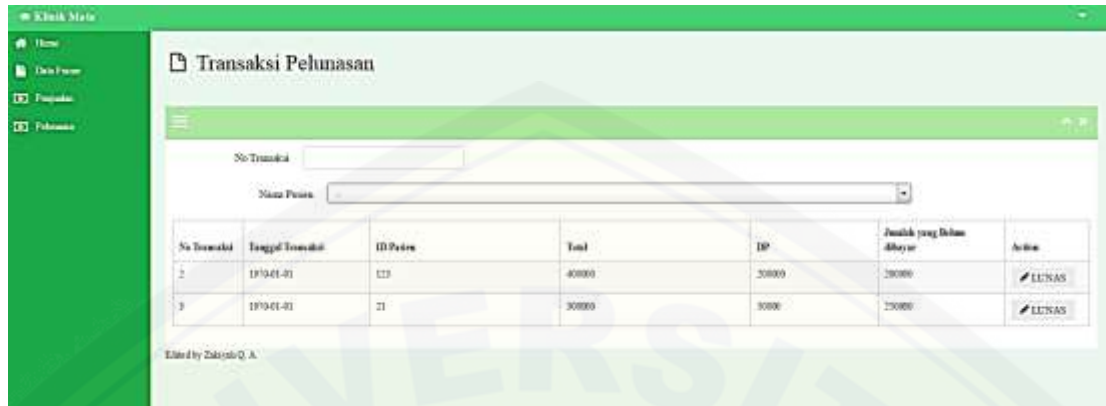 Klinik Mata
Home
Data Pasien
Penjualan
Pelunasan
Transaksi Pelunasan
No Transaksi
Nama Pasien
No Transaksi Tanggal Transaksi ID Pasien Total DP Jumlah yang Belum dibayar Action
2 1970-01-01 123 400000 200000 200000 LUNAS
3 1970-01-01 21 300000 50000 250000 LUNAS
Edited by Q. A.
UNIVERSIT